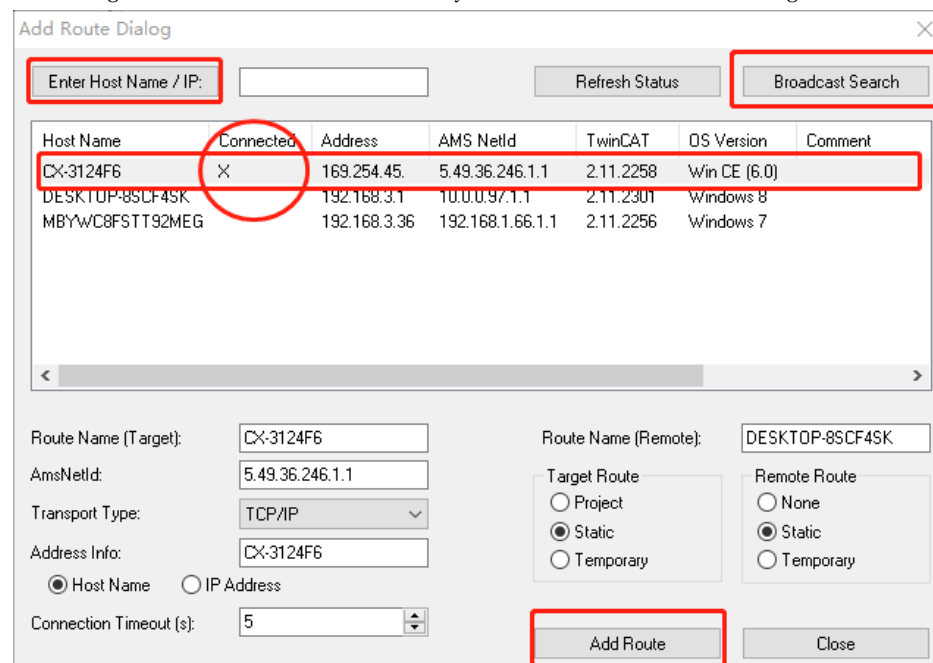 Add Route Dialog
Enter Host Name / IP:
Refresh Status
Broadcast Search
Host Name Connected Address AMS NetId TwinCAT OS Version Comment
CX-3124F6 X 169.254.45. 5.49.36.246.1.1 2.11.2258 Win CE (6.0)
DESKTOP-8SCF4SK 192.168.3.1 10.0.0.97.1.1 2.11.2301 Windows 8
MBYWC8FSTT92MEG 192.168.3.36 192.168.1.66.1.1 2.11.2256 Windows 7
Route Name (Target): CX-3124F6 Route Name (Remote): DESKTOP-8SCF4SK
AmsNetId: 5.49.36.246.1.1 Target Route Remote Route
Project None
Transport Type: TCP/IP
Static Static
Address Info: CX-3124F6 Temporary Temporary
Host Name IP Address
Connection Timeout (s): 5
Add Route Close